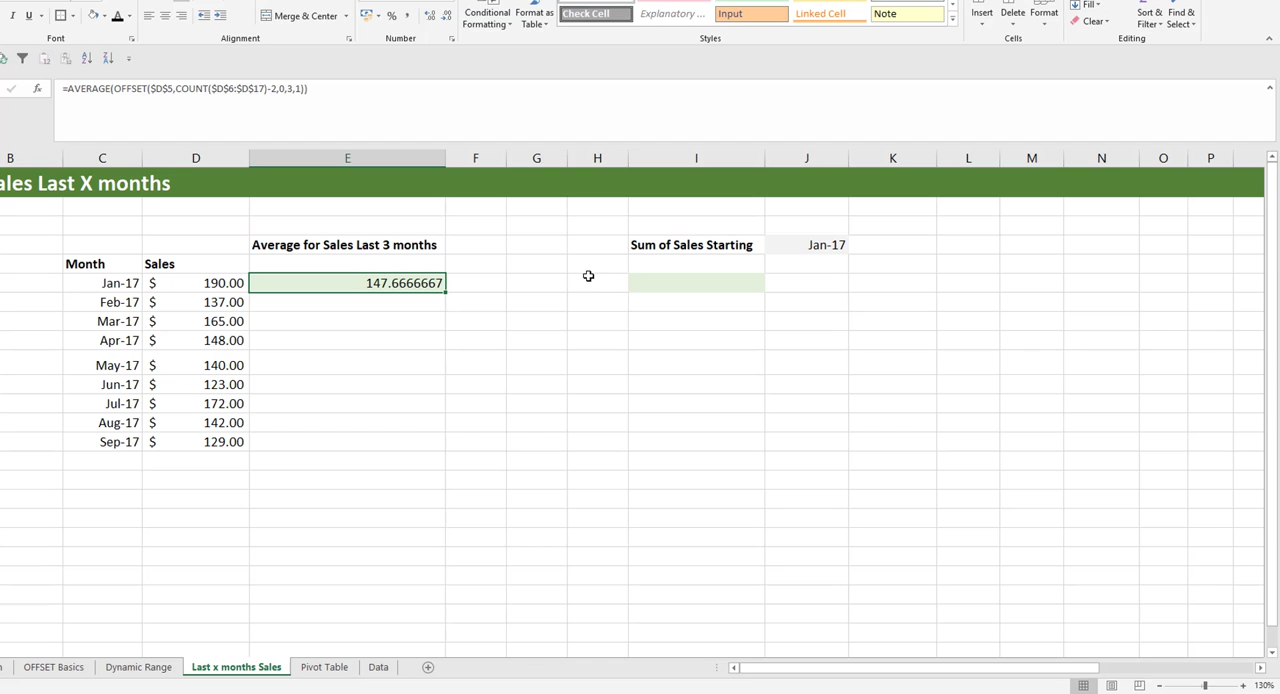 I U A Merge & Center % , Conditional Format as Check Cell Explanatory ... Input Linked Cell Note Insert Delete Format Fill Sort & Find &
Formatting Table Clear Filter Select
Font Alignment Number Styles Cells Editing
fx =AVERAGE(OFFSET($D$5,COUNT($D$6:$D$17)-2,0,3,1))
B C D E F G H I J K L M N O P
ales Last X months
Average for Sales Last 3 months Sum of Sales Starting Jan-17
Month Sales
Jan-17 $ 190.00 147.6666667
Feb-17 $ 137.00
Mar-17 $ 165.00
Apr-17 $ 148.00
May-17 $ 140.00
Jun-17 $ 123.00
Jul-17 $ 172.00
Aug-17 $ 142.00
Sep-17 $ 129.00
OFFSET Basics Dynamic Range Last x months Sales Pivot Table Data
130%